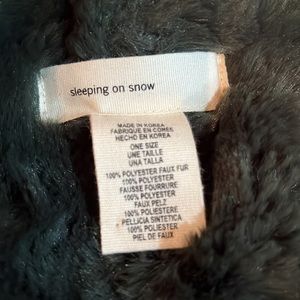 sleeping on snow
MADE IN KOREA
FABRIQUE EN COREE
HECHO EN KOREA
ONE SIZE
UNE TAILLE
UNA TALLA
100% POLYESTER FAUX FUR
100% POLYESTER
FAUSSE FOURRURE
100% POLYESTER
FAUX PELZ
100% POLIESTERE
PELLICIA SINTETICA
100% POLIESTER
PIEL DE FAUX